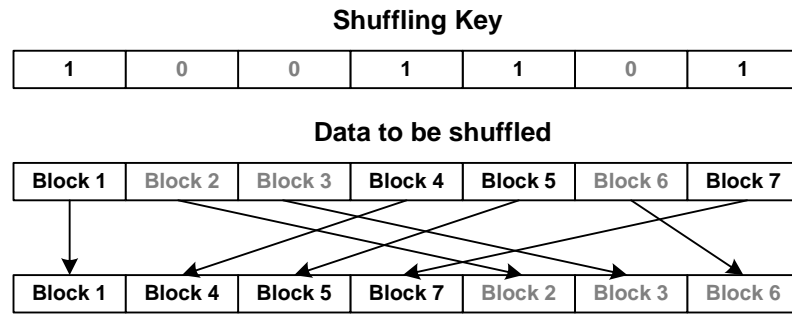 Shuffling Key
1 0 0 1 1 0 1
Data to be shuffled
Block 1 Block 2 Block 3 Block 4 Block 5 Block 6 Block 7
Block 1 Block 4 Block 5 Block 7 Block 2 Block 3 Block 6